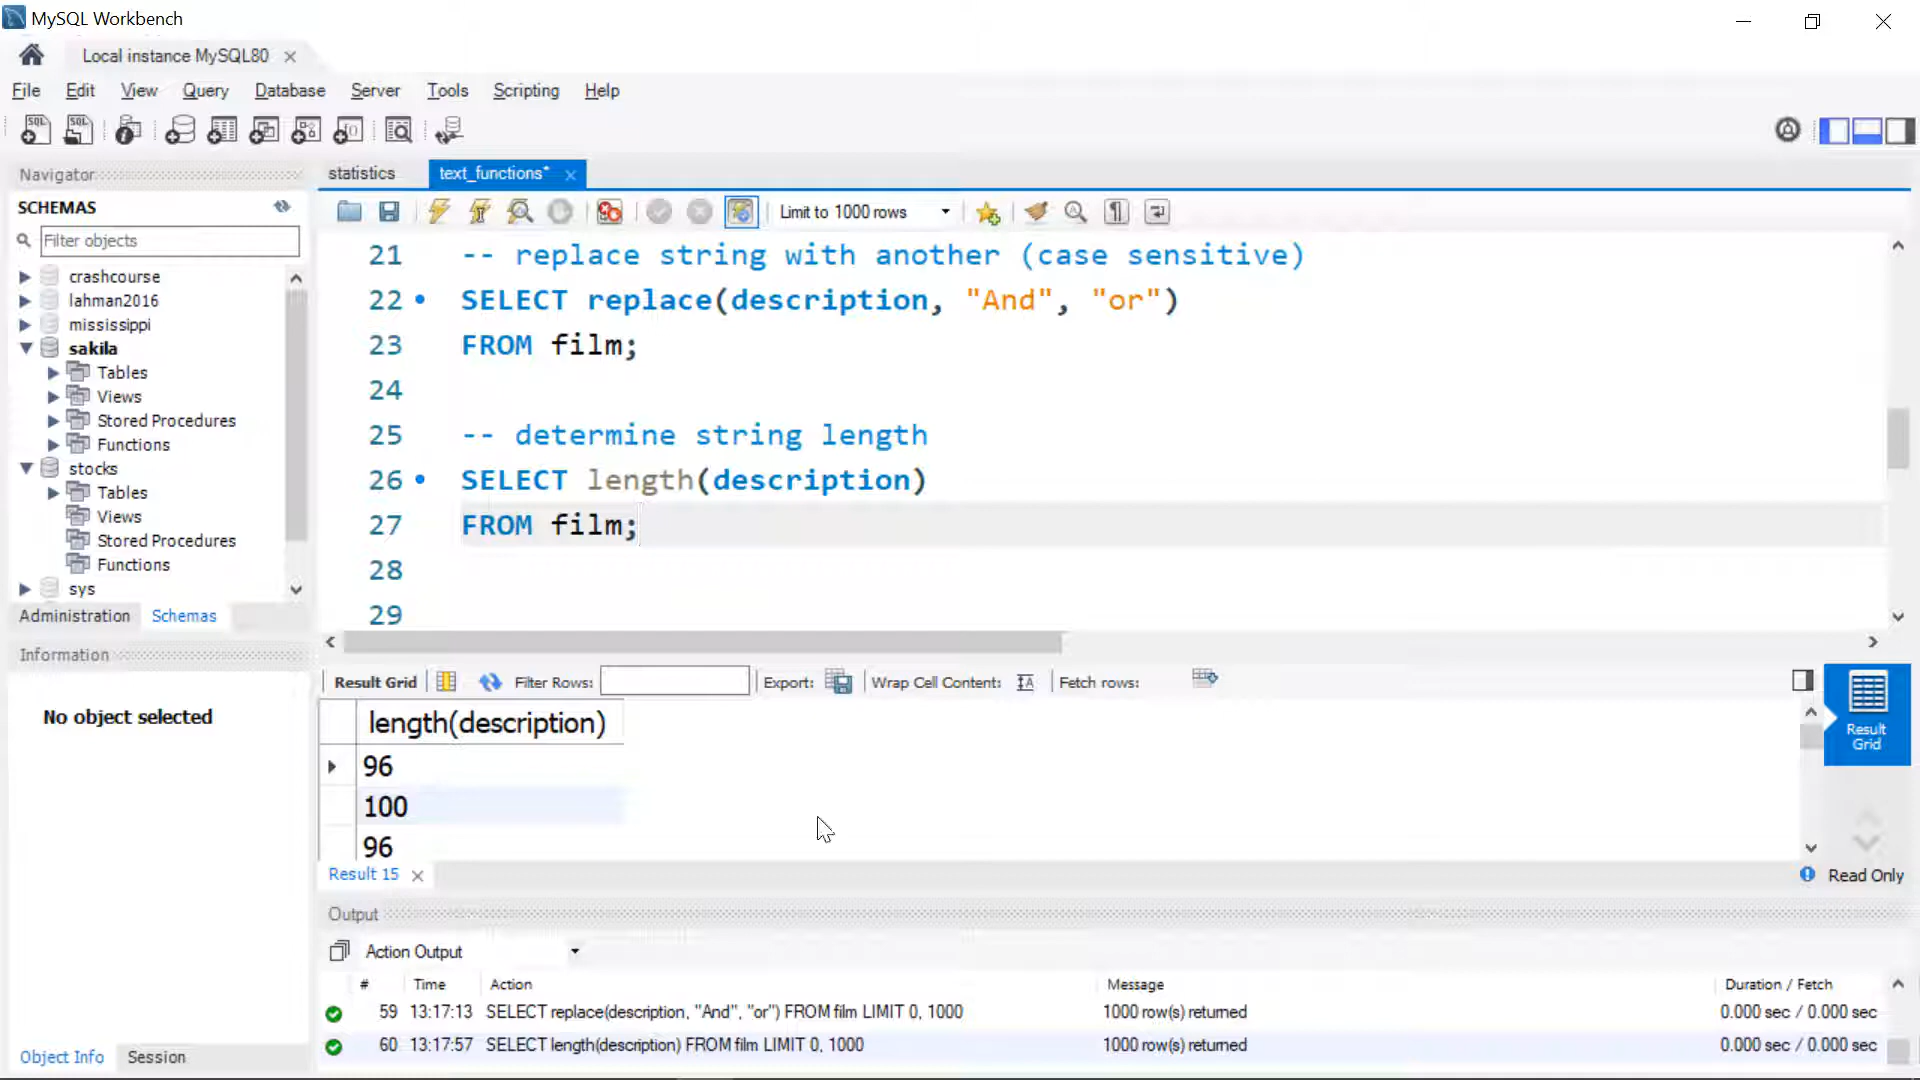 MySQL Workbench
Local instance MySQL80
File Edit View Query Database Server Tools Scripting Help
Navigator
SCHEMAS
Filter objects
crashcourse
lahman2016
mississippi
sakila
Tables
Views
Stored Procedures
Functions
stocks
Tables
Views
Stored Procedures
Functions
sys
Administration Schemas
Information
No object selected
Object Info Session
statistics text_functions*
Limit to 1000 rows
21 -- replace string with another (case sensitive)
22 SELECT replace(description, "And", "or")
23 FROM film;
24
25 -- determine string length
26 SELECT length(description)
27 FROM film;
28
29
Result Grid Filter Rows: Export: Wrap Cell Content: Fetch rows:
length(description)
96
100
96
Result Grid
Result 15
Read Only
Output
Action Output
# Time Action Message Duration / Fetch
59 13:17:13 SELECT replace(description, "And", "or") FROM film LIMIT 0, 1000 1000 row(s) returned 0.000 sec / 0.000 sec
60 13:17:57 SELECT length(description) FROM film LIMIT 0, 1000 1000 row(s) returned 0.000 sec / 0.000 sec